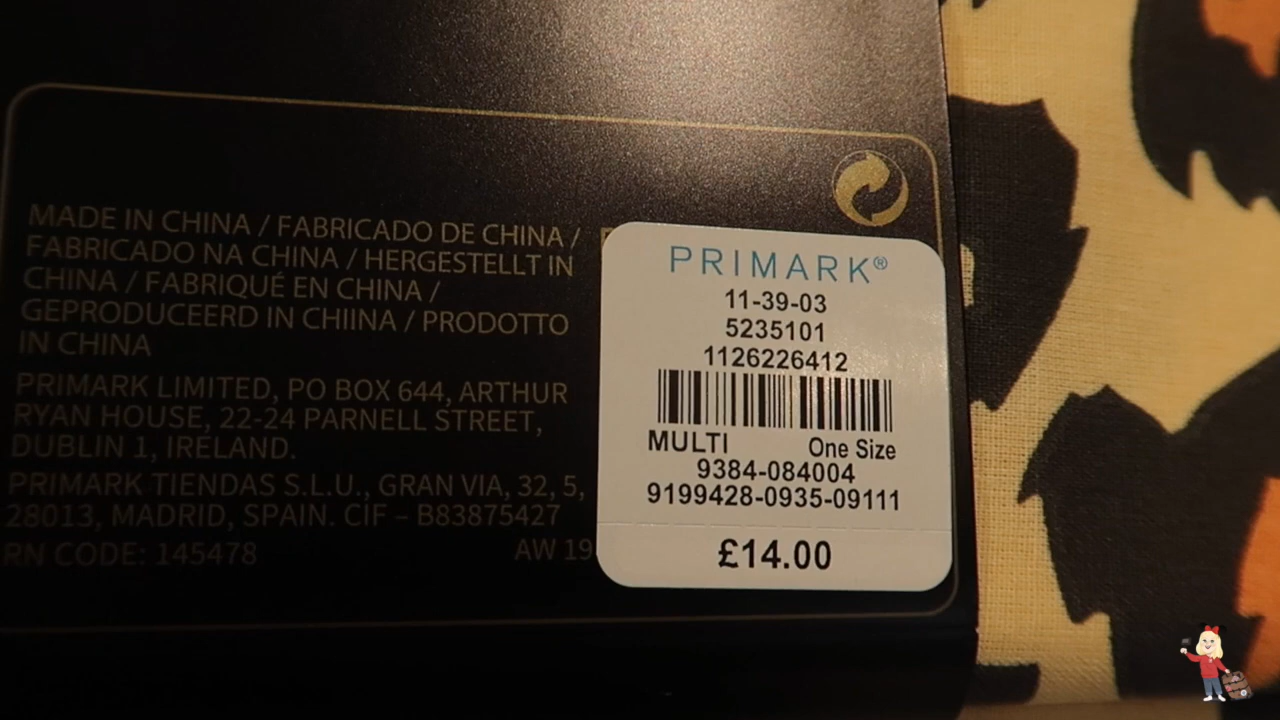 MADE IN CHINA / FABRICADO DE CHINA /
FABRICADO NA CHINA / HERGESTELLT IN
CHINA / FABRIQUÉ EN CHINA /
GEPRODUCEERD IN CHIINA / PRODOTTO
IN CHINA
PRIMARK LIMITED, PO BOX 644, ARTHUR
RYAN HOUSE, 22-24 PARNELL STREET,
DUBLIN 1, IRELAND.
PRIMARK TIENDAS S.L.U., GRAN VIA, 32, 5,
28013, MADRID, SPAIN. CIF – B83875427
RN CODE: 145478 AW 19
PRIMARK®
11-39-03
5235101
1126226412
MULTI One Size
9384-084004
9199428-0935-09111
£14.00